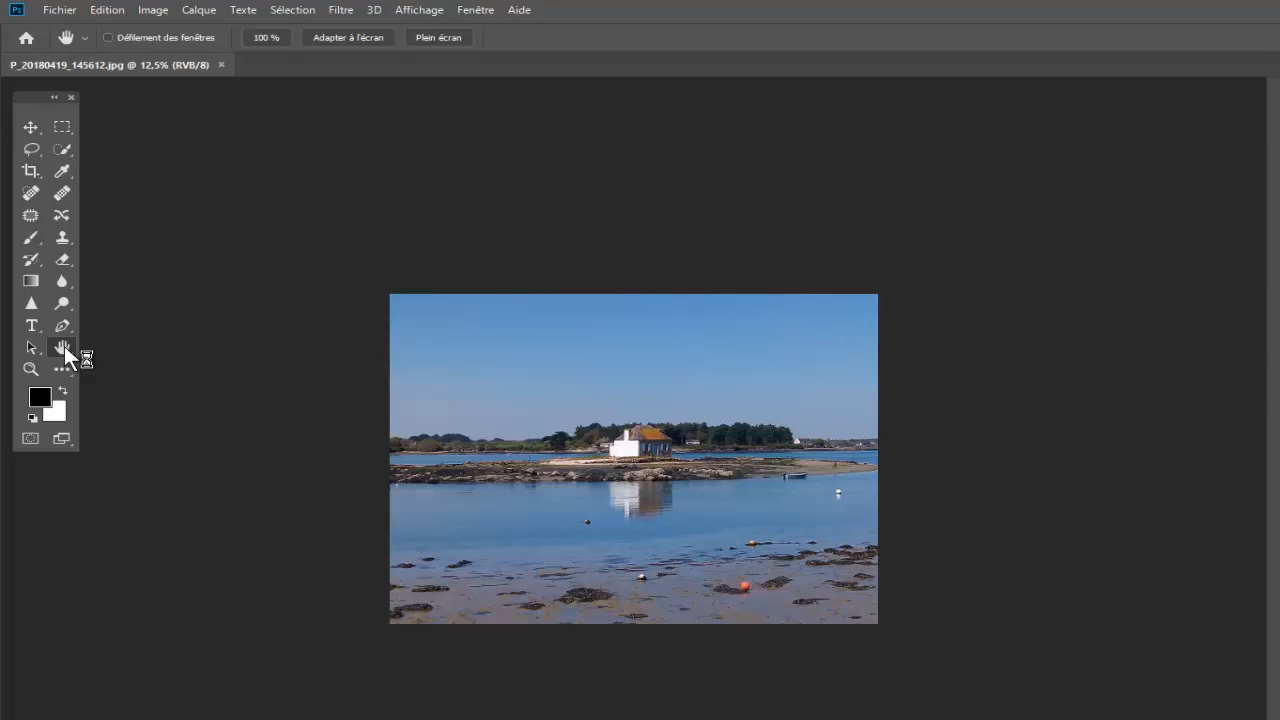 Ps Fichier Edition Image Calque Texte Sélection Filtre 3D Affichage Fenêtre Aide
Défilement des fenêtres 100 % Adapter à l'écran Plein écran
P_20180419_145612.jpg @ 12,5% (RVB/8) ×
T